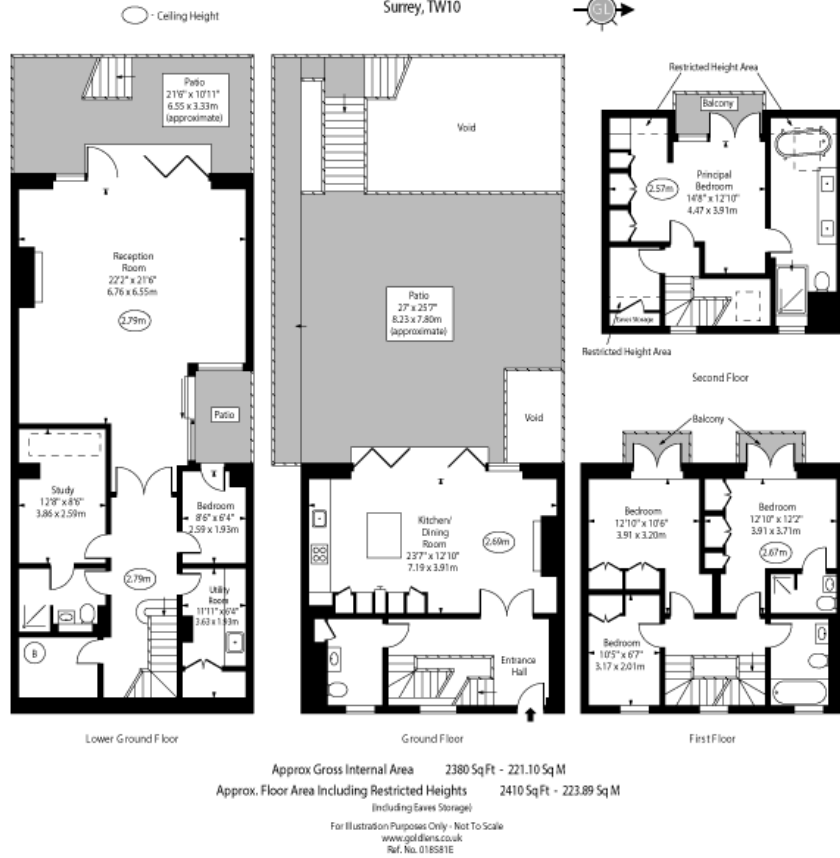 - Ceiling Height
Surrey, TW10
GL
Patio
21'6" x 10'11"
6.55 x 3.33m
(approximate)
Reception
Room
22'2" x 21'6"
6.76 x 6.55m
2.79m
Patio
Study
12'8" x 8'6"
3.86 x 2.59m
Bedroom
8'6" x 6'4"
2.59 x 1.93m
2.79m
Utility
Room
11'11" x 6'4"
3.63 x 1.93m
B
Lower Ground Floor
Void
Patio
27' x 25'7"
8.23 x 7.80m
(approximate)
Void
Kitchen/
Dining
Room
23'7" x 12'10"
7.19 x 3.91m
2.69m
Entrance
Hall
Ground Floor
Restricted Height Area
Balcony
2.57m
Principal
Bedroom
14'8" x 12'10"
4.47 x 3.91m
Eaves Storage
Restricted Height Area
Second Floor
Balcony
Bedroom
12'10" x 10'6"
3.91 x 3.20m
Bedroom
12'10" x 12'2"
3.91 x 3.71m
2.67m
Bedroom
10'5" x 6'7"
3.17 x 2.01m
First Floor
Approx Gross Internal Area 2380 Sq Ft - 221.10 Sq M
Approx. Floor Area Including Restricted Heights 2410 Sq Ft - 223.89 Sq M
(Including Eaves Storage)
For Illustration Purposes Only - Not To Scale
www.goldlens.co.uk
Ref. No. 018581E